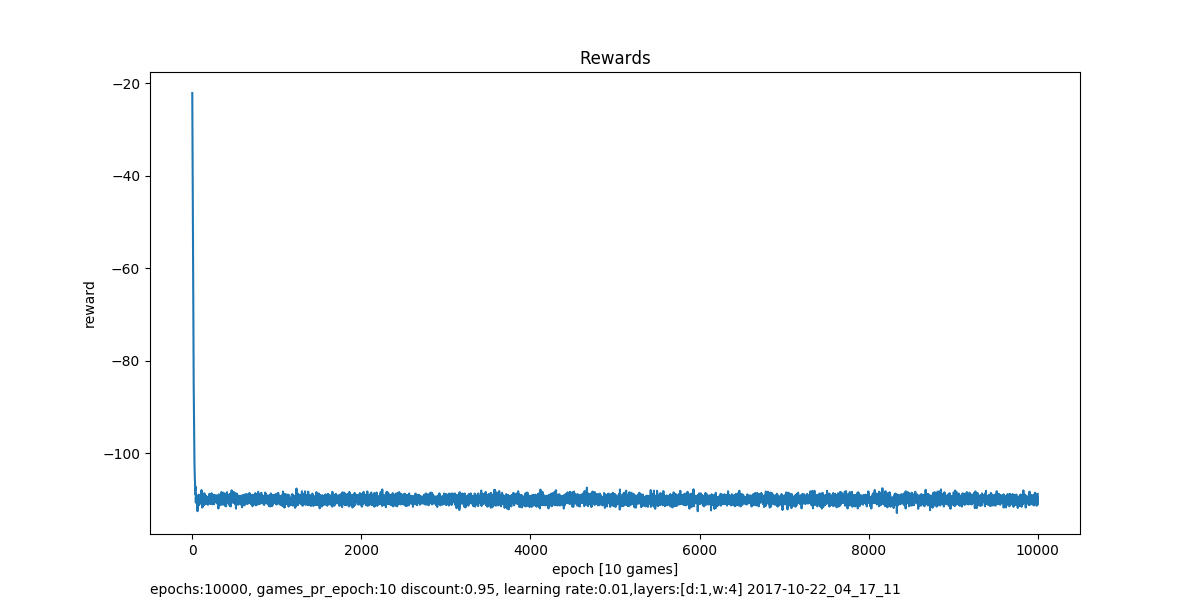 Rewards
−20
−40
−60
−80
−100
reward
0 2000 4000 6000 8000 10000
epoch [10 games]
epochs:10000, games_pr_epoch:10 discount:0.95, learning rate:0.01,layers:[d:1,w:4] 2017-10-22_04_17_11